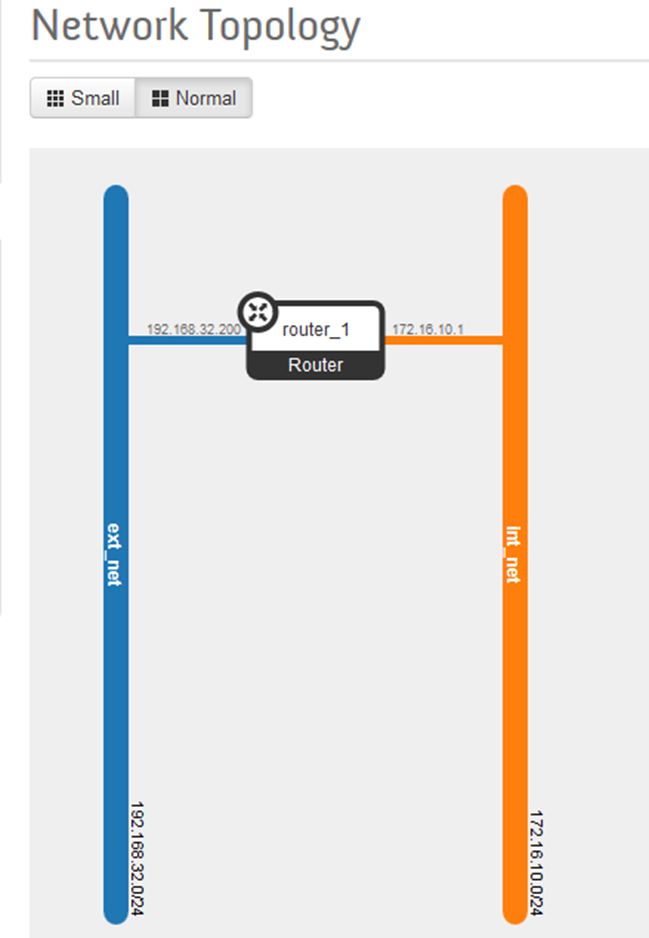 Network Topology
Small
Normal
192.168.32.200
router_1
172.16.10.1
Router
ext_net
int_net
192.168.32.0/24
172.16.10.0/24